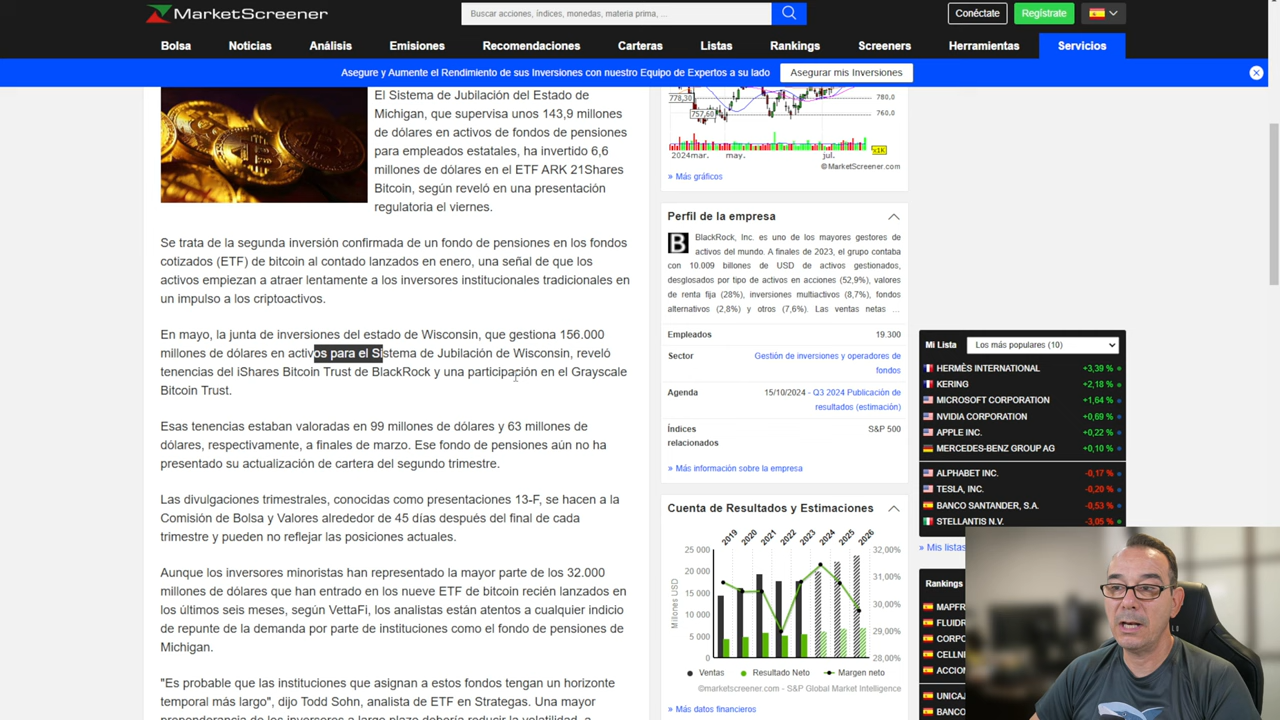 MarketScreener
Buscar acciones, índices, monedas, materia prima, ...
Conéctate
Regístrate
Bolsa Noticias Análisis Emisiones Recomendaciones Carteras Listas Rankings Screeners Herramientas Servicios
Asegure y Aumente el Rendimiento de sus Inversiones con nuestro Equipo de Expertos a su lado
Asegurar mis Inversiones
El Sistema de Jubilación del Estado de
Michigan, que supervisa unos 143,9 millones
de dólares en activos de fondos de pensiones
para empleados estatales, ha invertido 6,6
millones de dólares en el ETF ARK 21Shares
Bitcoin, según reveló en una presentación
regulatoria el viernes.
Se trata de la segunda inversión confirmada de un fondo de pensiones en los fondos
cotizados (ETF) de bitcoin al contado lanzados en enero, una señal de que los
activos empiezan a atraer lentamente a los inversores institucionales tradicionales en
un impulso a los criptoactivos.
En mayo, la junta de inversiones del estado de Wisconsin, que gestiona 156.000
millones de dólares en activos para el Sistema de Jubilación de Wisconsin, reveló
tenencias del iShares Bitcoin Trust de BlackRock y una participación en el Grayscale
Bitcoin Trust.
Esas tenencias estaban valoradas en 99 millones de dólares y 63 millones de
dólares, respectivamente, a finales de marzo. Ese fondo de pensiones aún no ha
presentado su actualización de cartera del segundo trimestre.
Las divulgaciones trimestrales, conocidas como presentaciones 13-F, se hacen a la
Comisión de Bolsa y Valores alrededor de 45 días después del final de cada
trimestre y pueden no reflejar las posiciones actuales.
Aunque los inversores minoristas han representado la mayor parte de los 32.000
millones de dólares que han entrado en los nueve ETF de bitcoin recién lanzados en
los últimos seis meses, según VettaFi, los analistas están atentos a cualquier indicio
de repunte de la demanda por parte de instituciones como el fondo de pensiones de
Michigan.
"Es probable que las instituciones que asignan a estos fondos tengan un horizonte
temporal más largo", dijo Todd Sohn, analista de ETF en Strategas. Una mayor
778,30
757,60
780.0
760.0
x1K
2024mar. may. jul.
©MarketScreener.com
» Más gráficos
Perfil de la empresa
B
BlackRock, Inc. es uno de los mayores gestores de
activos del mundo. A finales de 2023, el grupo contaba
con 10.009 billones de USD de activos gestionados,
desglosados por tipo de activos en acciones (52,9%), valores
de renta fija (28%), inversiones multiactivos (8,7%), fondos
alternativos (2,8%) y otros (7,6%). Las ventas netas ...
Empleados 19.300
Sector Gestión de inversiones y operadores de
fondos
Agenda 15/10/2024 - Q3 2024 Publicación de
resultados (estimación)
Índices S&P 500
relacionados
» Más información sobre la empresa
Cuenta de Resultados y Estimaciones
2019 2020 2021 2022 2023 2024 2025 2026
25 000 32,00%
20 000 31,00%
15 000
10 000 30,00%
5 000 29,00%
0 28,00%
Millones USD
Ventas Resultado Neto Margen neto
©marketscreener.com - S&P Global Market Intelligence
» Más datos financieros
Mi Lista Los más populares (10)
HERMÈS INTERNATIONAL +3,39 %
KERING +2,18 %
MICROSOFT CORPORATION +1,64 %
NVIDIA CORPORATION +0,69 %
APPLE INC. +0,22 %
MERCEDES-BENZ GROUP AG +0,10 %
ALPHABET INC. -0,17 %
TESLA, INC. -0,20 %
BANCO SANTANDER, S.A. -0,53 %
STELLANTIS N.V. -3,05 %
» Mis listas
Rankings
MAPFR
FLUIDR
CORPO
CELLN
ACCIÓN
UNICAJ
BANCO